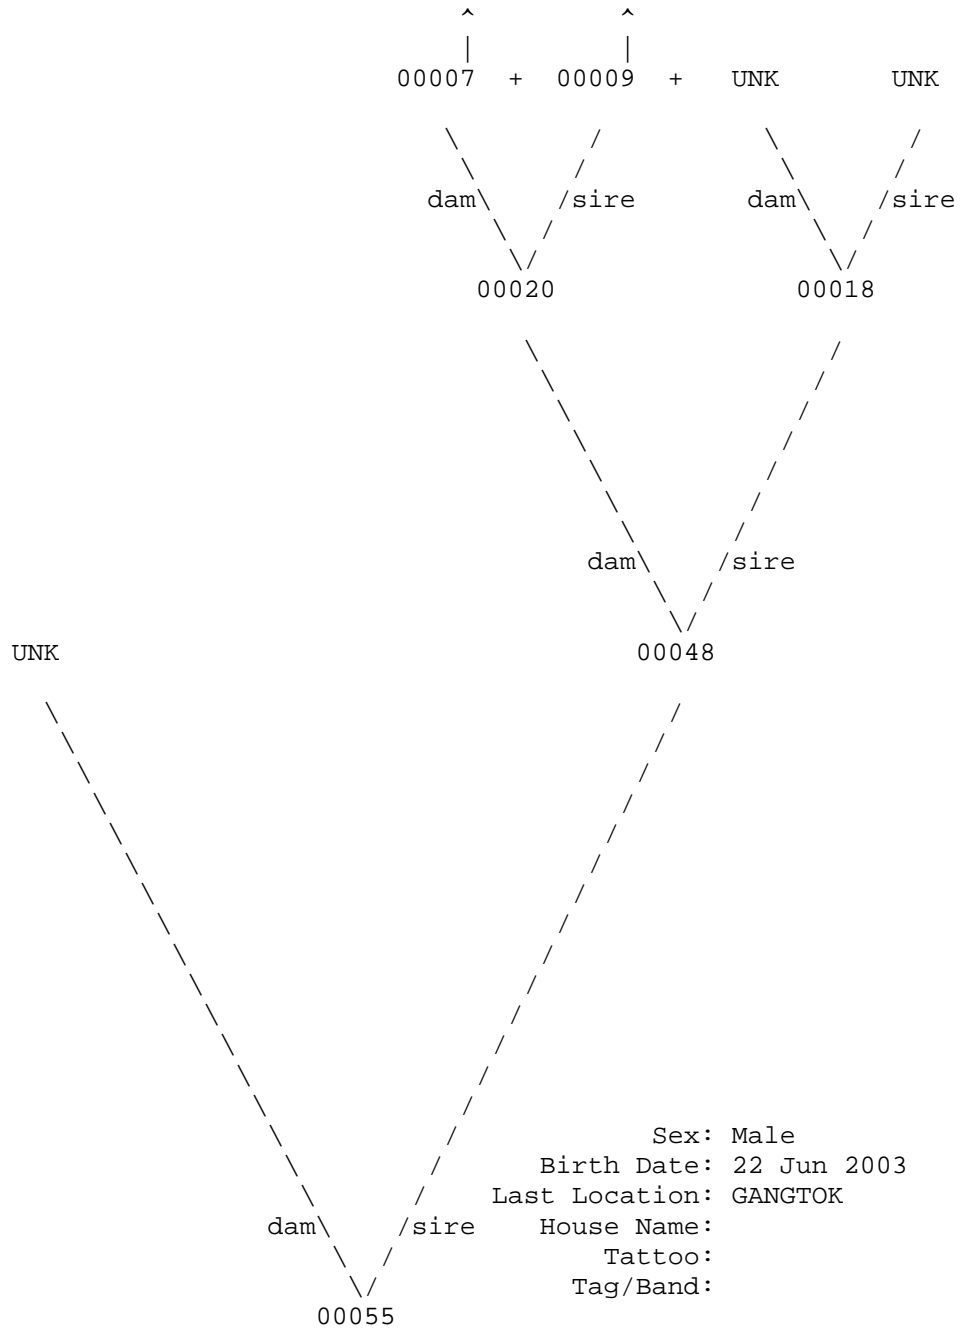 ^ ^
| |
00007 + 00009 + UNK UNK
\ / \ /
dam\ /sire dam\ /sire
00020 00018
dam\ /sire
UNK 00048
Sex: Male
Birth Date: 22 Jun 2003
Last Location: GANGTOK
dam\ /sire House Name:
Tattoo:
Tag/Band:
00055